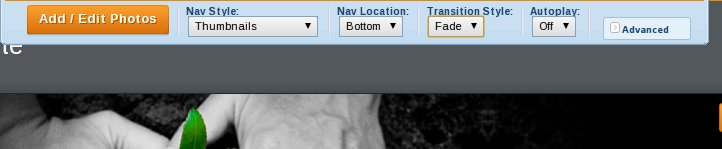 Nav Style: Nav Location: Transition Style: Autoplay:
Add / Edit Photos Thumbnails Bottom Fade Off Advanced
te